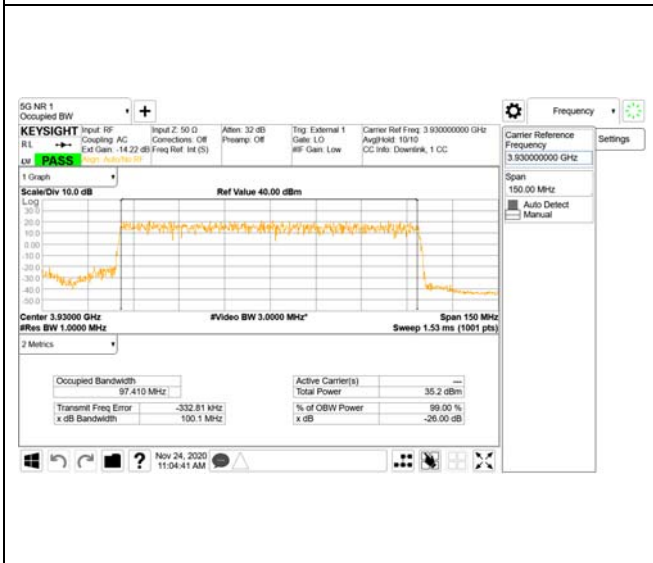 5G NR 1
Occupied BW
+
Frequency
KEYSIGHT Input: RF Input Z: 50 Ω Atten: 32 dB Trig: External 1 Carrier Ref Freq: 3.930000000 GHz
RL Coupling: AC Corrections: Off Preamp: Off Gate: LO Avg|Hold: 10/10
Ext Gain: -14.22 dB Freq Ref: Int (S) #IF Gain: Low CC Info: Downlink, 1 CC
PASS Align: Auto/No RF
Carrier Reference
Frequency
3.930000000 GHz
Settings
Span
150.00 MHz
Auto Detect
Manual
1 Graph
Scale/Div 10.0 dB Ref Value 40.00 dBm
Log
30.0
20.0
10.0
0.00
-10.0
-20.0
-30.0
-40.0
-50.0
Center 3.93000 GHz #Video BW 3.0000 MHz* Span 150 MHz
#Res BW 1.0000 MHz Sweep 1.53 ms (1001 pts)
2 Metrics
Occupied Bandwidth
97.410 MHz
Transmit Freq Error -332.81 kHz
x dB Bandwidth 100.1 MHz
Active Carrier(s) ---
Total Power 35.2 dBm
% of OBW Power 99.00 %
x dB -26.00 dB
? Nov 24, 2020
11:04:41 AM